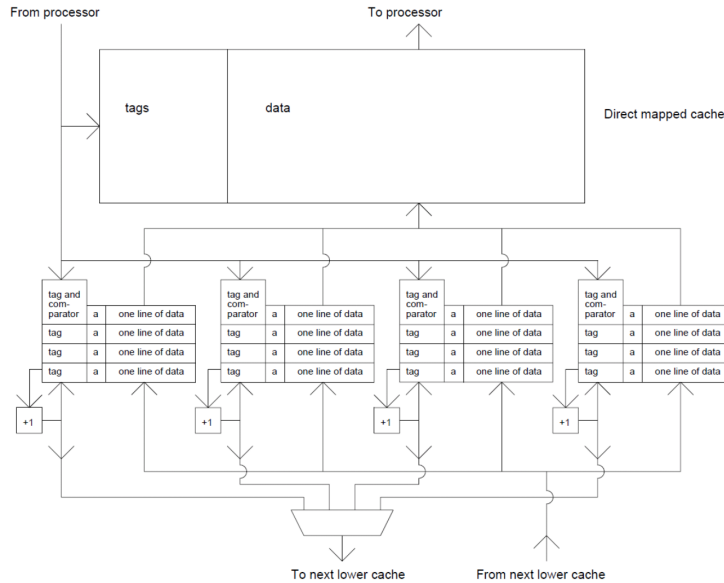 From processor
To processor
tags
data
Direct mapped cache
tag and
com-
parator
a
one line of data
tag
a
one line of data
tag
a
one line of data
tag
a
one line of data
+1
tag and
com-
parator
a
one line of data
tag
a
one line of data
tag
a
one line of data
tag
a
one line of data
+1
tag and
com-
parator
a
one line of data
tag
a
one line of data
tag
a
one line of data
tag
a
one line of data
+1
tag and
com-
parator
a
one line of data
tag
a
one line of data
tag
a
one line of data
tag
a
one line of data
+1
To next lower cache
From next lower cache